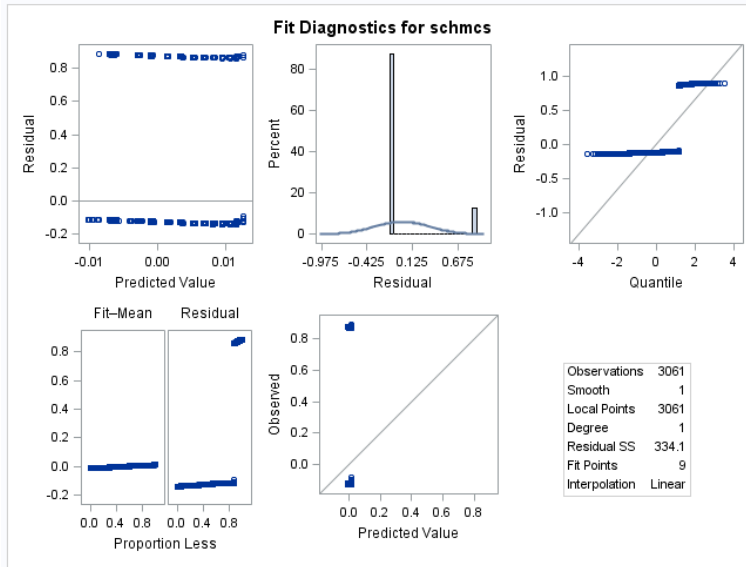 Fit Diagnostics for schmcs
Residual
0.8
0.6
0.4
0.2
0.0
-0.2
-0.01 0.00 0.01
Predicted Value
Percent
80
60
40
20
0
-0.975 -0.425 0.125 0.675
Residual
Residual
1.0
0.5
0.0
-0.5
-1.0
-4 -2 0 2 4
Quantile
Fit–Mean Residual
0.8
0.6
0.4
0.2
0.0
-0.2
0.0 0.4 0.8 0.0 0.4 0.8
Proportion Less
Observed
0.8
0.6
0.4
0.2
0.0
0.0 0.2 0.4 0.6 0.8
Predicted Value
Observations 3061
Smooth 1
Local Points 3061
Degree 1
Residual SS 334.1
Fit Points 9
Interpolation Linear